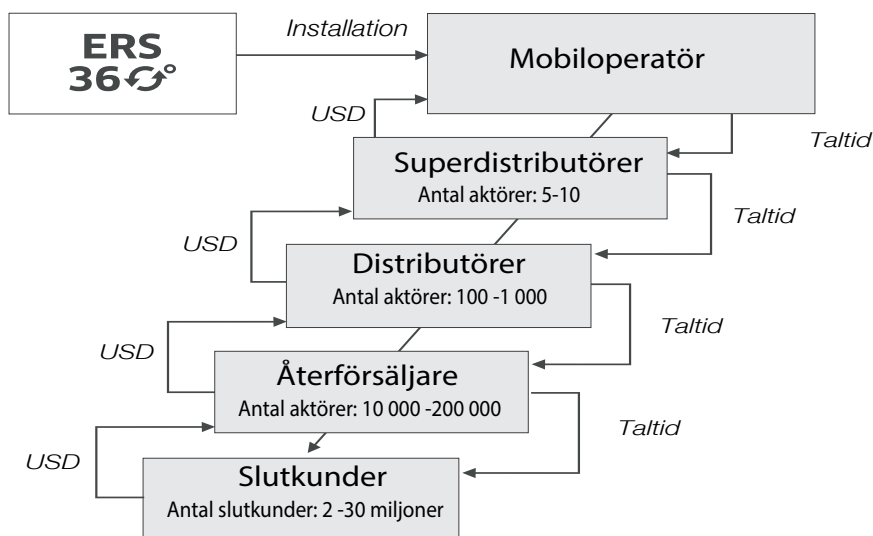 ERS
36°
Installation
Mobiloperatör
USD
Taltid
Superdistributörer
Antal aktörer: 5-10
USD
Taltid
Distributörer
Antal aktörer: 100 -1 000
USD
Taltid
Återförsäljare
Antal aktörer: 10 000 -200 000
USD
Taltid
Slutkunder
Antal slutkunder: 2 -30 miljoner